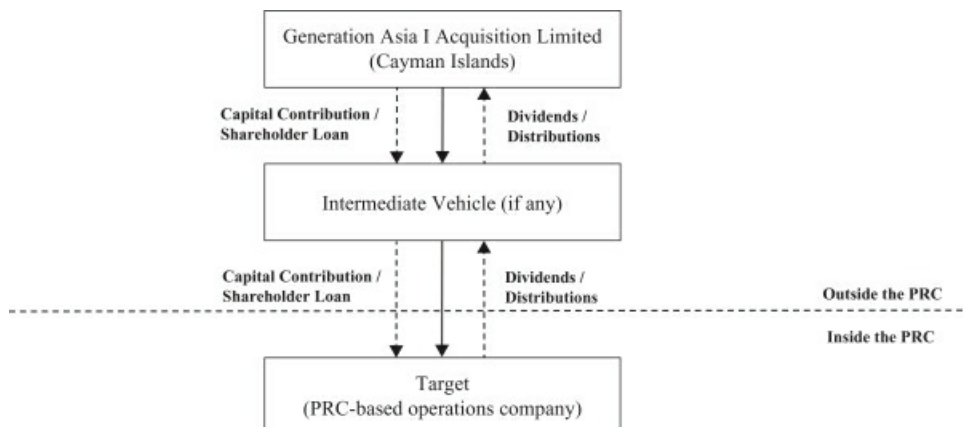 Generation Asia I Acquisition Limited
(Cayman Islands)
Capital Contribution /
Shareholder Loan
Dividends /
Distributions
Intermediate Vehicle (if any)
Capital Contribution /
Shareholder Loan
Dividends /
Distributions
Outside the PRC
Inside the PRC
Target
(PRC-based operations company)